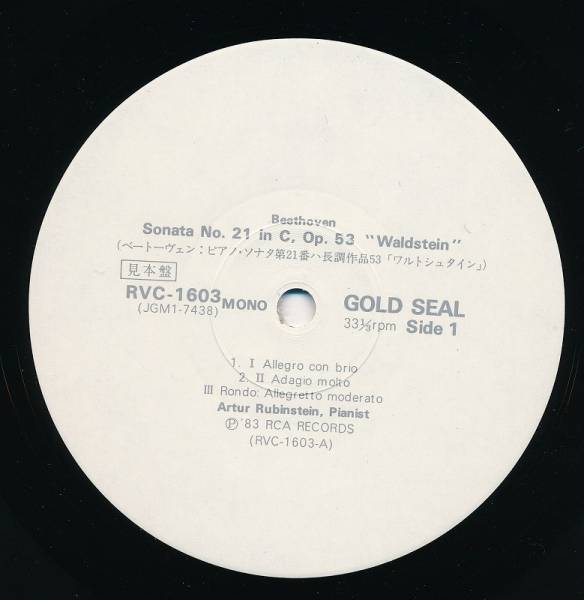 Beethoven
Sonata No. 21 in C, Op. 53 "Waldstein"
(ベートーヴェン：ピアノ・ソナタ第21番ハ長調作品53「ワルトシュタイン」)
見本盤
RVC-1603 MONO GOLD SEAL
(JGM1-7438) 33⅓rpm Side 1
1. I Allegro con brio
2. II Adagio molto
III Rondo: Allegretto moderato
Artur Rubinstein, Pianist
Ⓟ'83 RCA RECORDS
(RVC-1603-A)